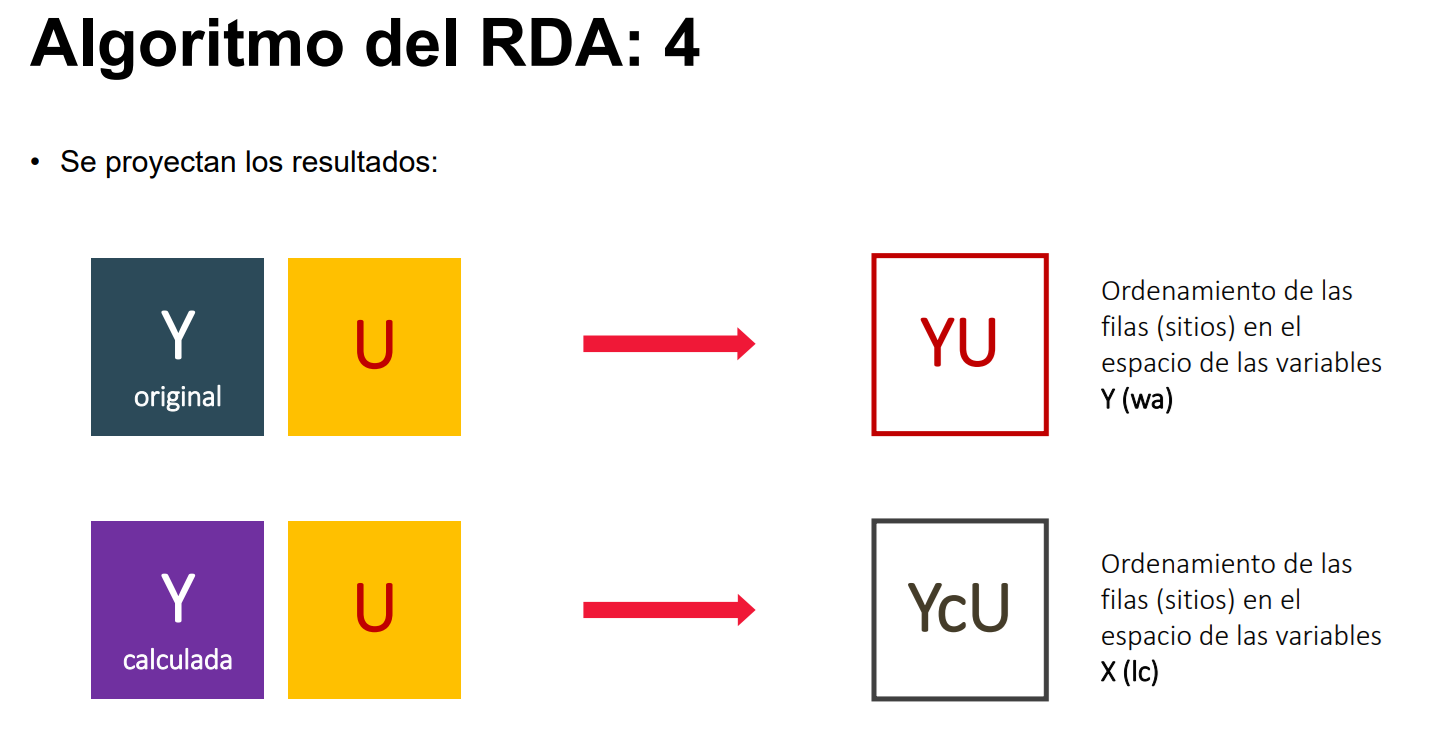 Algoritmo del RDA: 4
• Se proyectan los resultados:
Y
original
U
YU
Ordenamiento de las
filas (sitios) en el
espacio de las variables
Y (wa)
Y
calculada
U
YcU
Ordenamiento de las
filas (sitios) en el
espacio de las variables
X (lc)